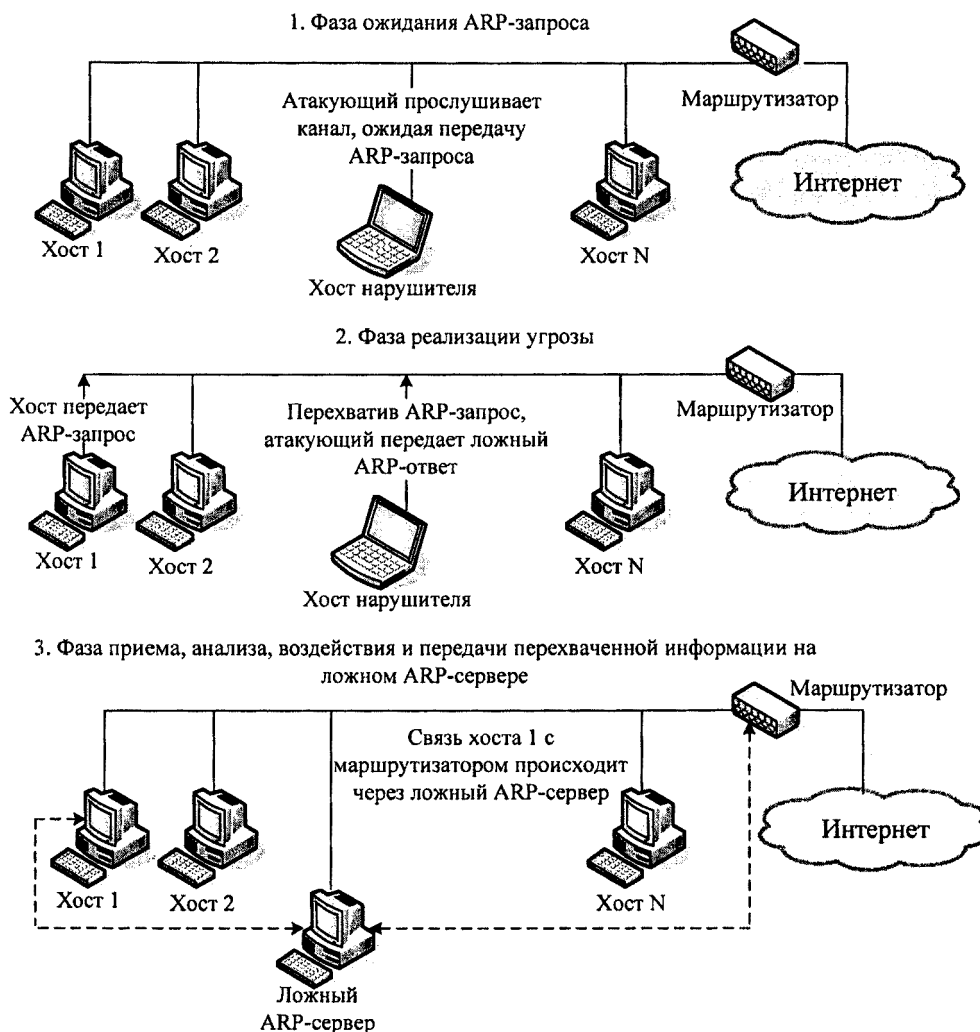 1. Фаза ожидания ARP-запроса
Маршрутизатор
Атакующий прослушивает
канал, ожидая передачу
ARP-запроса
Интернет
Хост 1
Хост 2
Хост нарушителя
Хост N
2. Фаза реализации угрозы
Хост передает
ARP-запрос
Перехватив ARP-запрос,
атакующий передает ложный
ARP-ответ
Маршрутизатор
Интернет
Хост 1
Хост 2
Хост нарушителя
Хост N
3. Фаза приема, анализа, воздействия и передачи перехваченной информации на
ложном ARP-сервере
Маршрутизатор
Связь хоста 1 с
маршрутизатором происходит
через ложный ARP-сервер
Интернет
Хост 1
Хост 2
Хост N
Ложный
ARP-сервер